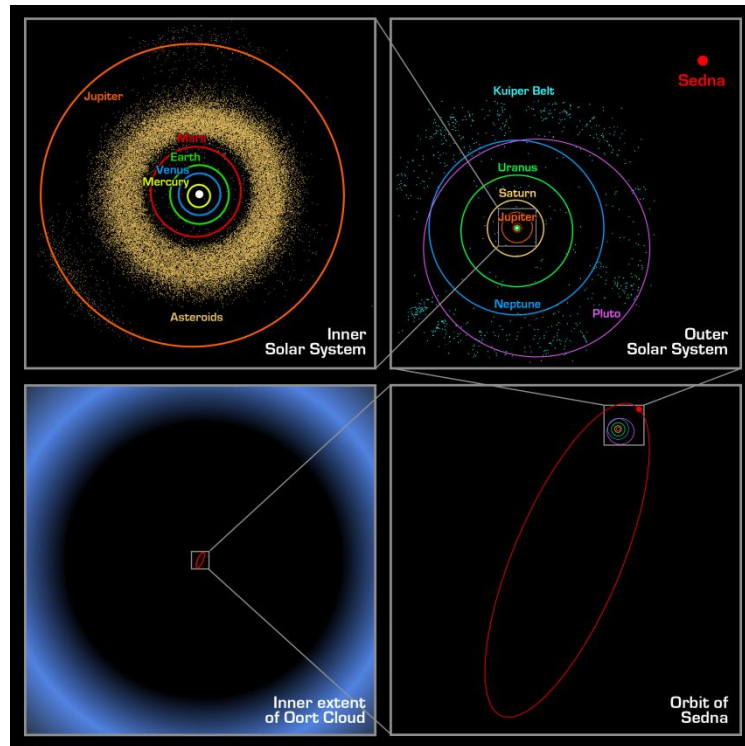 Jupiter
Mars
Earth
Venus
Mercury
Asteroids
Inner
Solar System
Sedna
Kuiper Belt
Uranus
Saturn
Jupiter
Neptune
Pluto
Outer
Solar System
Inner extent
of Oort Cloud
Orbit of
Sedna